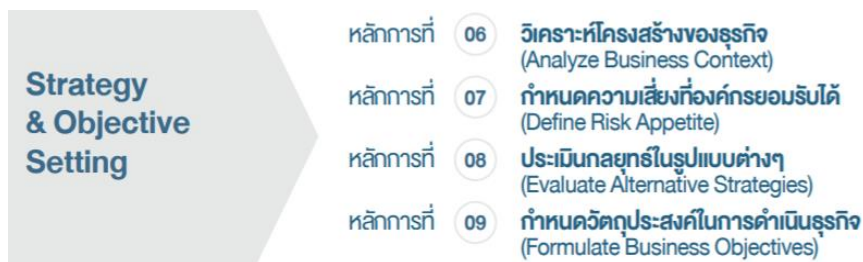 Strategy
& Objective
Setting
หลักการที่ 06 วิเคราะห์โครงสร้างของธุรกิจ
(Analyze Business Context)
หลักการที่ 07 กำหนดความเสี่ยงที่องค์กรยอมรับได้
(Define Risk Appetite)
หลักการที่ 08 ประเมินกลยุทธ์ในรูปแบบต่างๆ
(Evaluate Alternative Strategies)
หลักการที่ 09 กำหนดวัตถุประสงค์ในการดำเนินธุรกิจ
(Formulate Business Objectives)